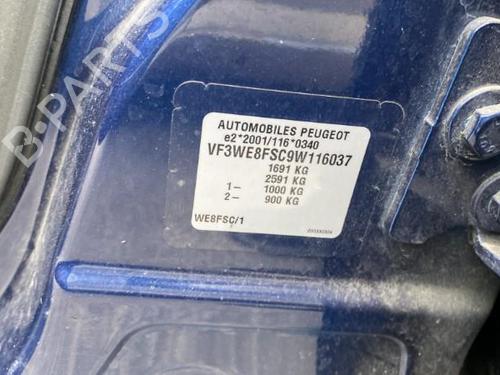 B-PARTS
AUTOMOBILES PEUGEOT
e2*2001/116*0340
VF3WE8FSC9W116037
1691 KG
2591 KG
1- 1000 KG
2- 900 KG
WE8FSC/1